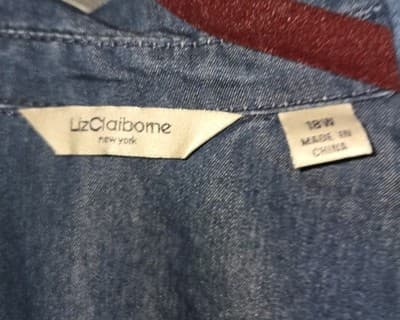 LizClaiborne
new york
18W
MADE IN
CHINA